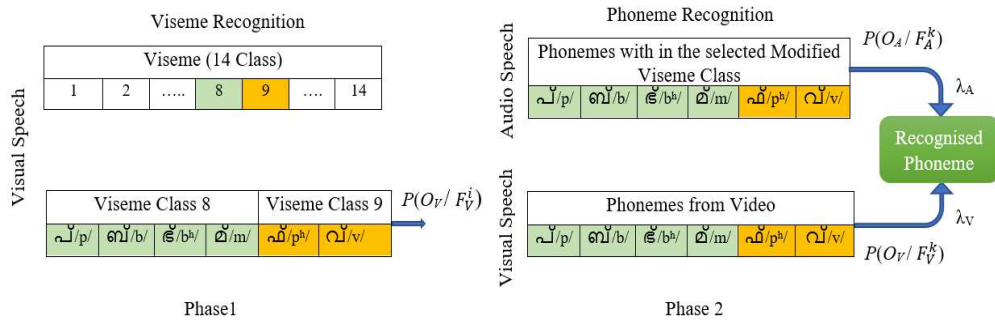 Viseme Recognition
Viseme (14 Class)
1 2 ..... 8 9 .... 14
Visual Speech
Viseme Class 8 Viseme Class 9
പ്/p/ ബ്/b/ ഭ്/bʰ/ മ്/m/ ഫ്/pʰ/ വ്/v/
P(O_V/ F_V^i)
Phase1
Phoneme Recognition
Audio Speech
Phonemes with in the selected Modified
Viseme Class
പ്/p/ ബ്/b/ ഭ്/bʰ/ മ്/m/ ഫ്/pʰ/ വ്/v/
P(O_A/ F_A^k)
λ_A
Recognised
Phoneme
Visual Speech
Phonemes from Video
പ്/p/ ബ്/b/ ഭ്/bʰ/ മ്/m/ ഫ്/pʰ/ വ്/v/
λ_V
P(O_V/ F_V^k)
Phase 2